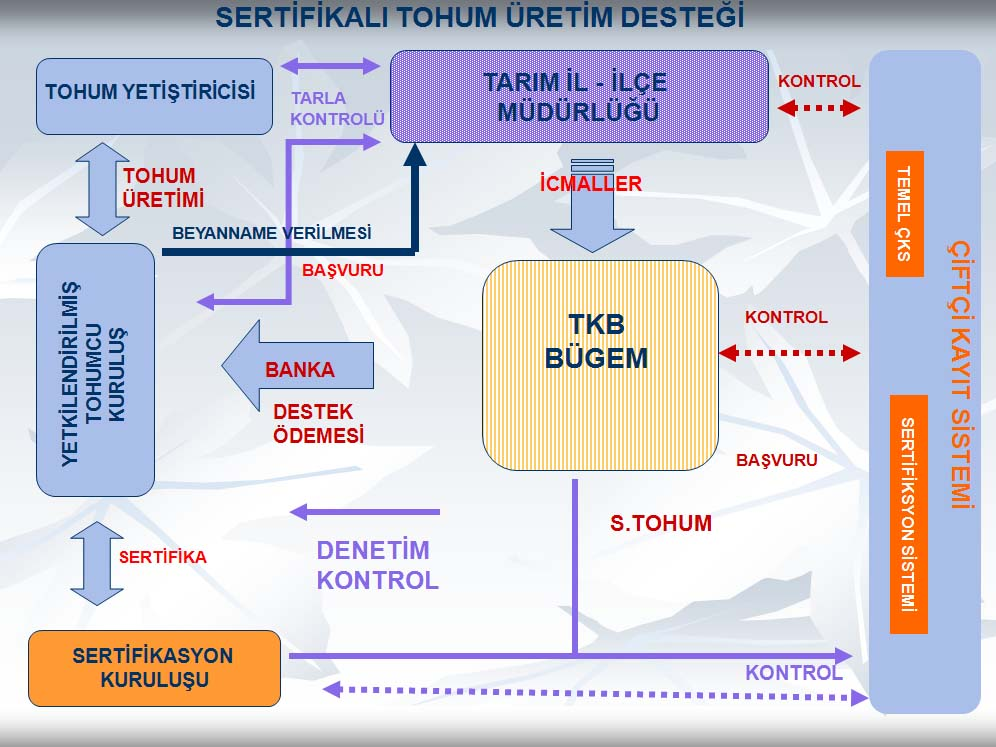 SERTİFİKALI TOHUM ÜRETİM DESTEĞİ
TOHUM YETİŞTİRİCİSİ
TARLA
KONTROLÜ
TARIM İL - İLÇE
MÜDÜRLÜĞÜ
KONTROL
TOHUM
ÜRETİMİ
İCMALLER
BEYANNAME VERİLMESİ
BAŞVURU
YETKİLENDİRİLMİŞ
TOHUMCU
KURULUŞ
TKB
BÜGEM
KONTROL
BANKA
DESTEK
ÖDEMESİ
BAŞVURU
S.TOHUM
DENETİM
KONTROL
SERTİFİKA
SERTİFİKASYON
KURULUŞU
KONTROL
TEMEL ÇKS
SERTİFİKSYON SİSTEMİ
ÇİFTÇİ KAYIT SİSTEMİ